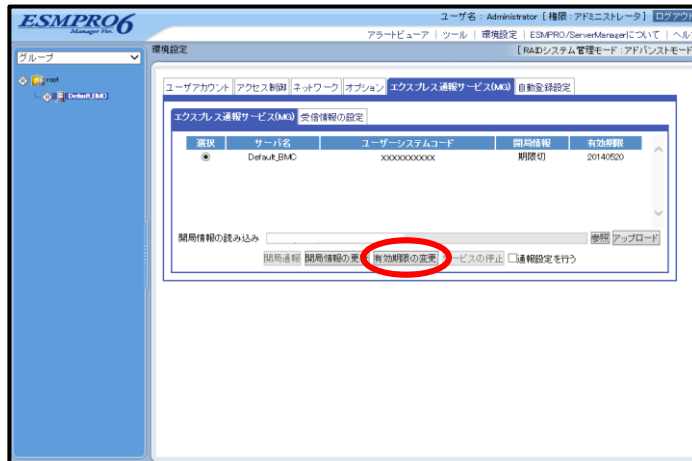 ESMPRO6
Manager Ver.
ユーザ名 : Administrator [ 権限 : アドミニストレータ ] ログアウト
アラートビューア | ツール | 環境設定 | ESMPRO/ServerManagerについて | ヘル
グループ
環境設定
[ RAIDシステム管理モード : アドバンストモード
root
Default_BMC
ユーザアカウント アクセス制御 ネットワーク オプション エクスプレス通報サービス(MG) 自動登録設定
エクスプレス通報サービス(MG) 受信情報の設定
選択 サーバ名 ユーザーシステムコード 開局情報 有効期限
Default_BMC xxxxxxxxxx 期限切 20140520
開局情報の読み込み 参照 アップロード
開局通報 開局情報の更 有効期限の変更 ービスの停止 通報設定を行う